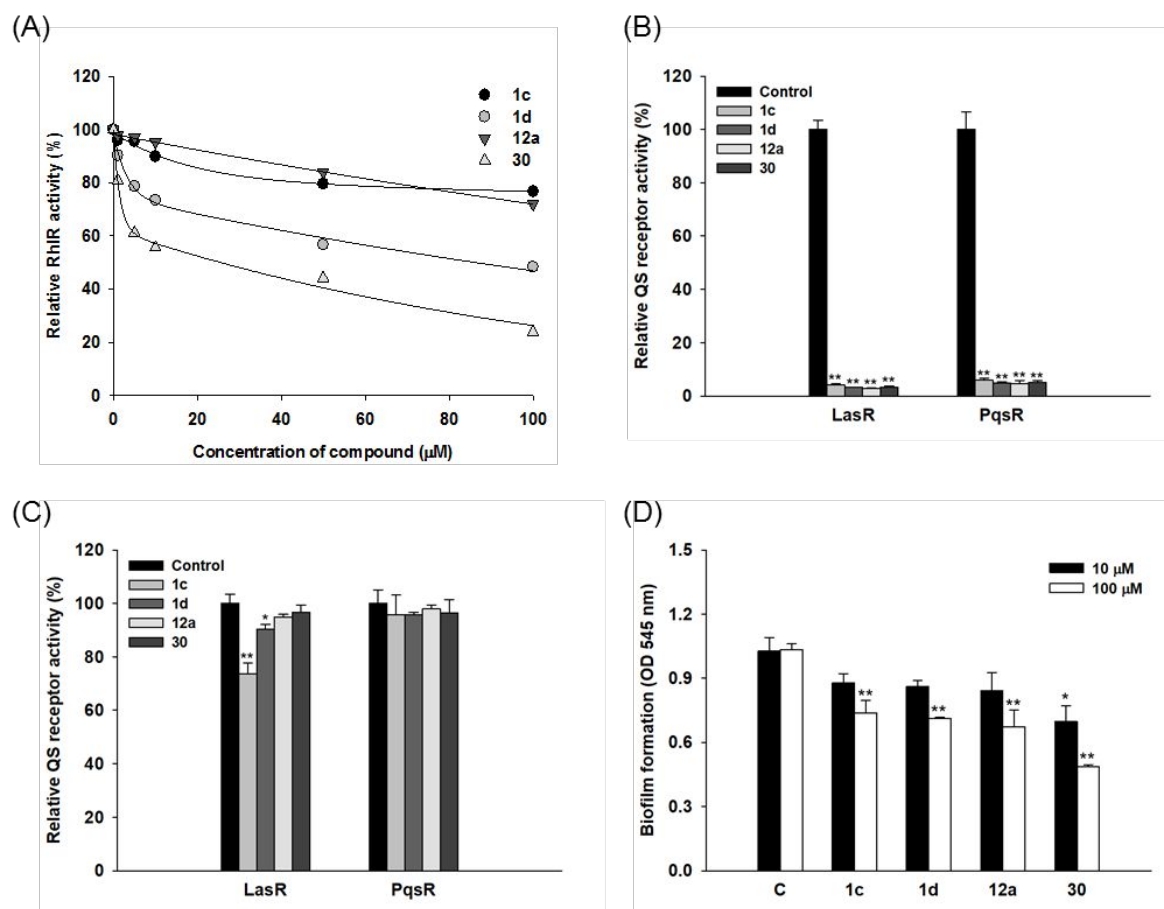 (A)
120
100
80
60
40
20
0
Relative RhlR activity (%)
0 20 40 60 80 100
Concentration of compound (μM)
1c
1d
12a
30
(B)
120
100
80
60
40
20
0
Relative QS receptor activity (%)
Control
1c
1d
12a
30
** ** ** **
** ** ** **
LasR PqsR
(C)
120
100
80
60
40
20
0
Relative QS receptor activity (%)
Control
1c
1d
12a
30
** *
LasR PqsR
(D)
1.5
1.2
0.9
0.6
0.3
0.0
Biofilm formation (OD 545 nm)
10 μM
100 μM
** ** ** * **
C 1c 1d 12a 30